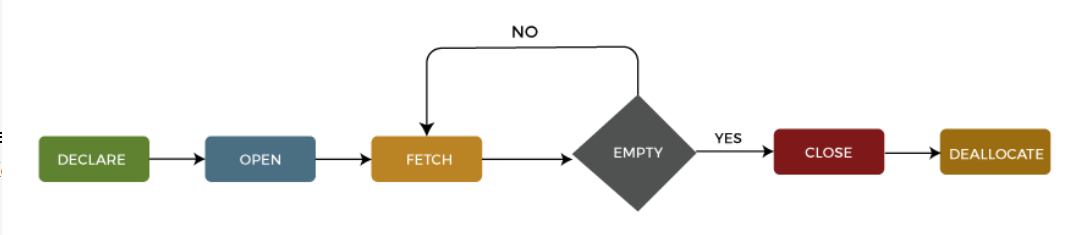 NO
DECLARE
OPEN
FETCH
EMPTY
YES
CLOSE
DEALLOCATE